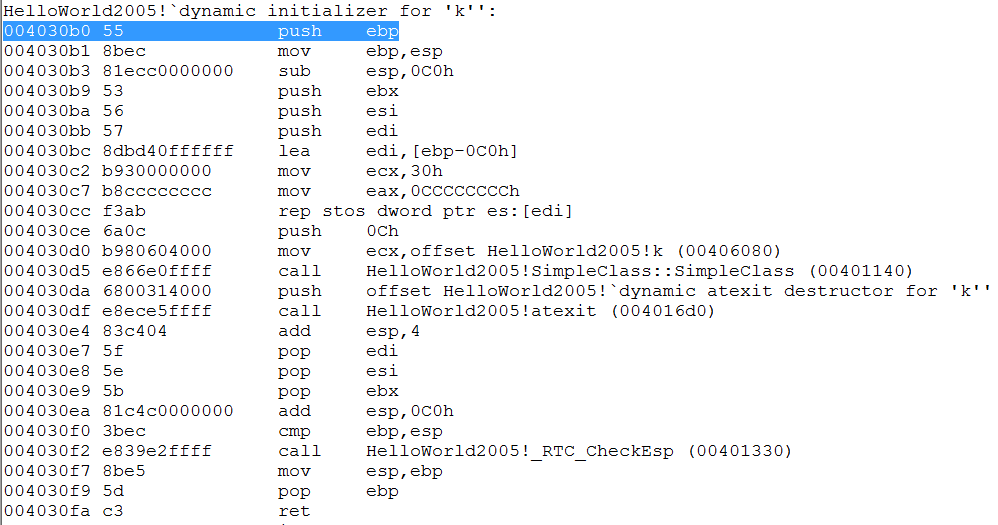 HelloWorld2005!`dynamic initializer for 'k'':
004030b0 55 push ebp
004030b1 8bec mov ebp,esp
004030b3 81ecc0000000 sub esp,0C0h
004030b9 53 push ebx
004030ba 56 push esi
004030bb 57 push edi
004030bc 8dbd40ffffff lea edi,[ebp-0C0h]
004030c2 b930000000 mov ecx,30h
004030c7 b8cccccccc mov eax,0CCCCCCCCh
004030cc f3ab rep stos dword ptr es:[edi]
004030ce 6a0c push 0Ch
004030d0 b980604000 mov ecx,offset HelloWorld2005!k (00406080)
004030d5 e866e0ffff call HelloWorld2005!SimpleClass::SimpleClass (00401140)
004030da 6800314000 push offset HelloWorld2005!`dynamic atexit destructor for 'k''
004030df e8ece5ffff call HelloWorld2005!atexit (004016d0)
004030e4 83c404 add esp,4
004030e7 5f pop edi
004030e8 5e pop esi
004030e9 5b pop ebx
004030ea 81c4c0000000 add esp,0C0h
004030f0 3bec cmp ebp,esp
004030f2 e839e2ffff call HelloWorld2005!_RTC_CheckEsp (00401330)
004030f7 8be5 mov esp,ebp
004030f9 5d pop ebp
004030fa c3 ret